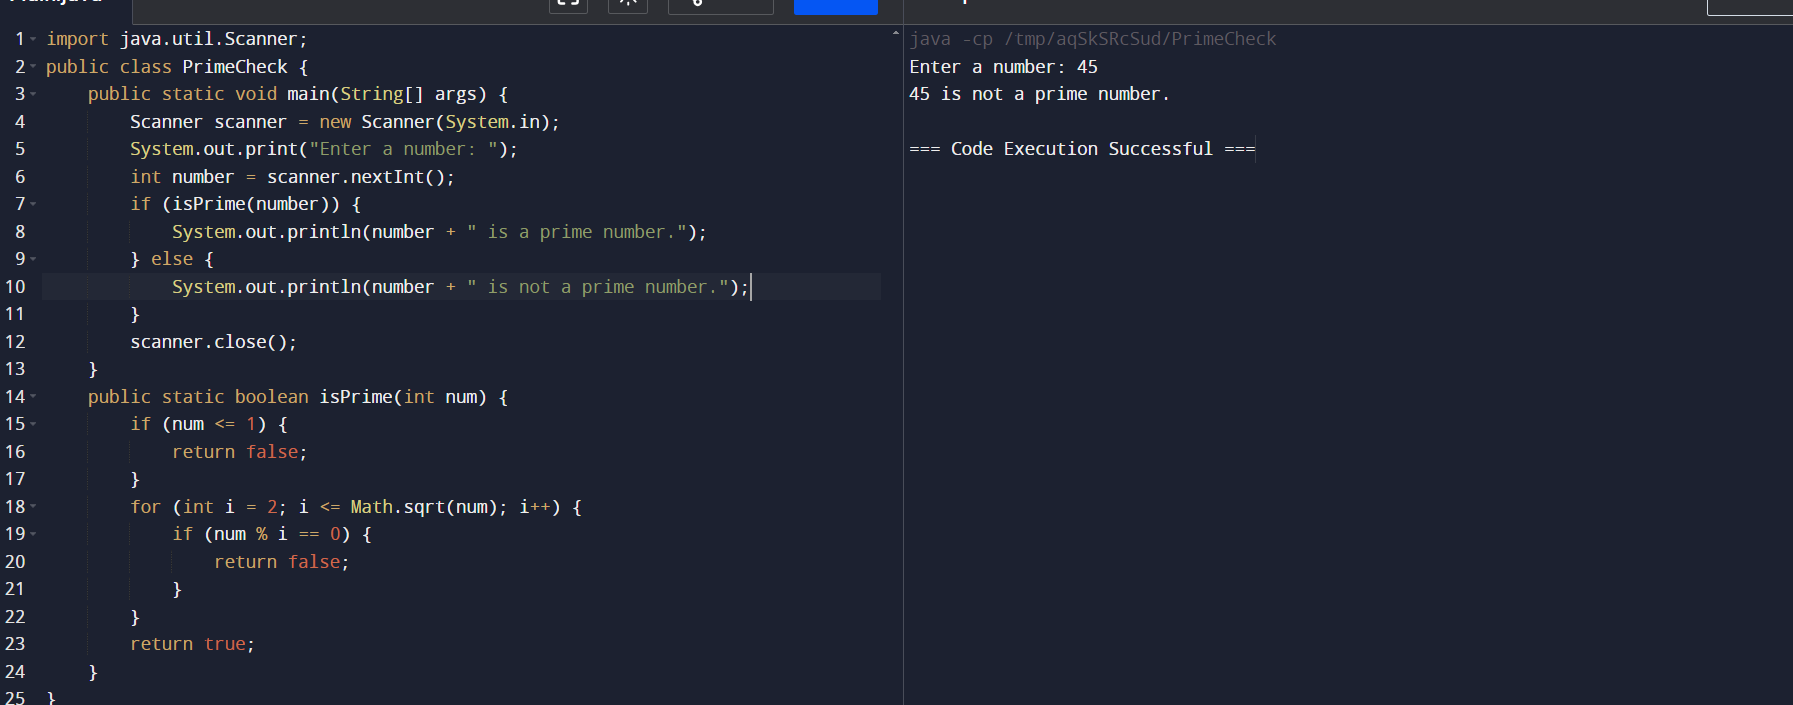 1 import java.util.Scanner;
2 public class PrimeCheck {
3 public static void main(String[] args) {
4 Scanner scanner = new Scanner(System.in);
5 System.out.print("Enter a number: ");
6 int number = scanner.nextInt();
7 if (isPrime(number)) {
8 System.out.println(number + " is a prime number.");
9 } else {
10 System.out.println(number + " is not a prime number.");
11 }
12 scanner.close();
13 }
14 public static boolean isPrime(int num) {
15 if (num <= 1) {
16 return false;
17 }
18 for (int i = 2; i <= Math.sqrt(num); i++) {
19 if (num % i == 0) {
20 return false;
21 }
22 }
23 return true;
24 }
25 }
java -cp /tmp/aqSkSRcSud/PrimeCheck
Enter a number: 45
45 is not a prime number.
=== Code Execution Successful ===